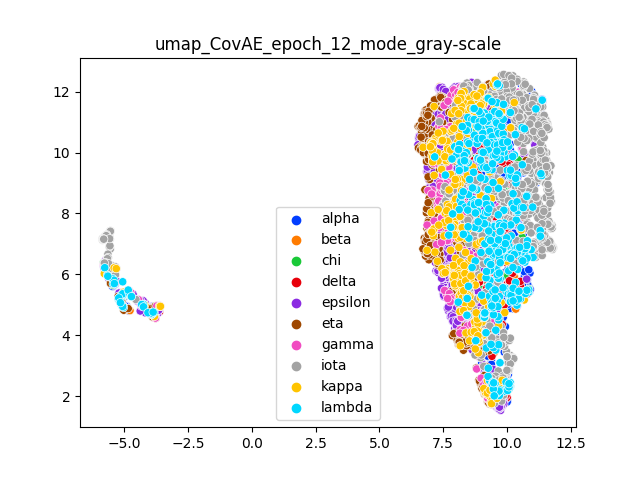 umap_CovAE_epoch_12_mode_gray-scale
12
10
8
6
4
2
alpha
beta
chi
delta
epsilon
eta
gamma
iota
kappa
lambda
−5.0 −2.5 0.0 2.5 5.0 7.5 10.0 12.5